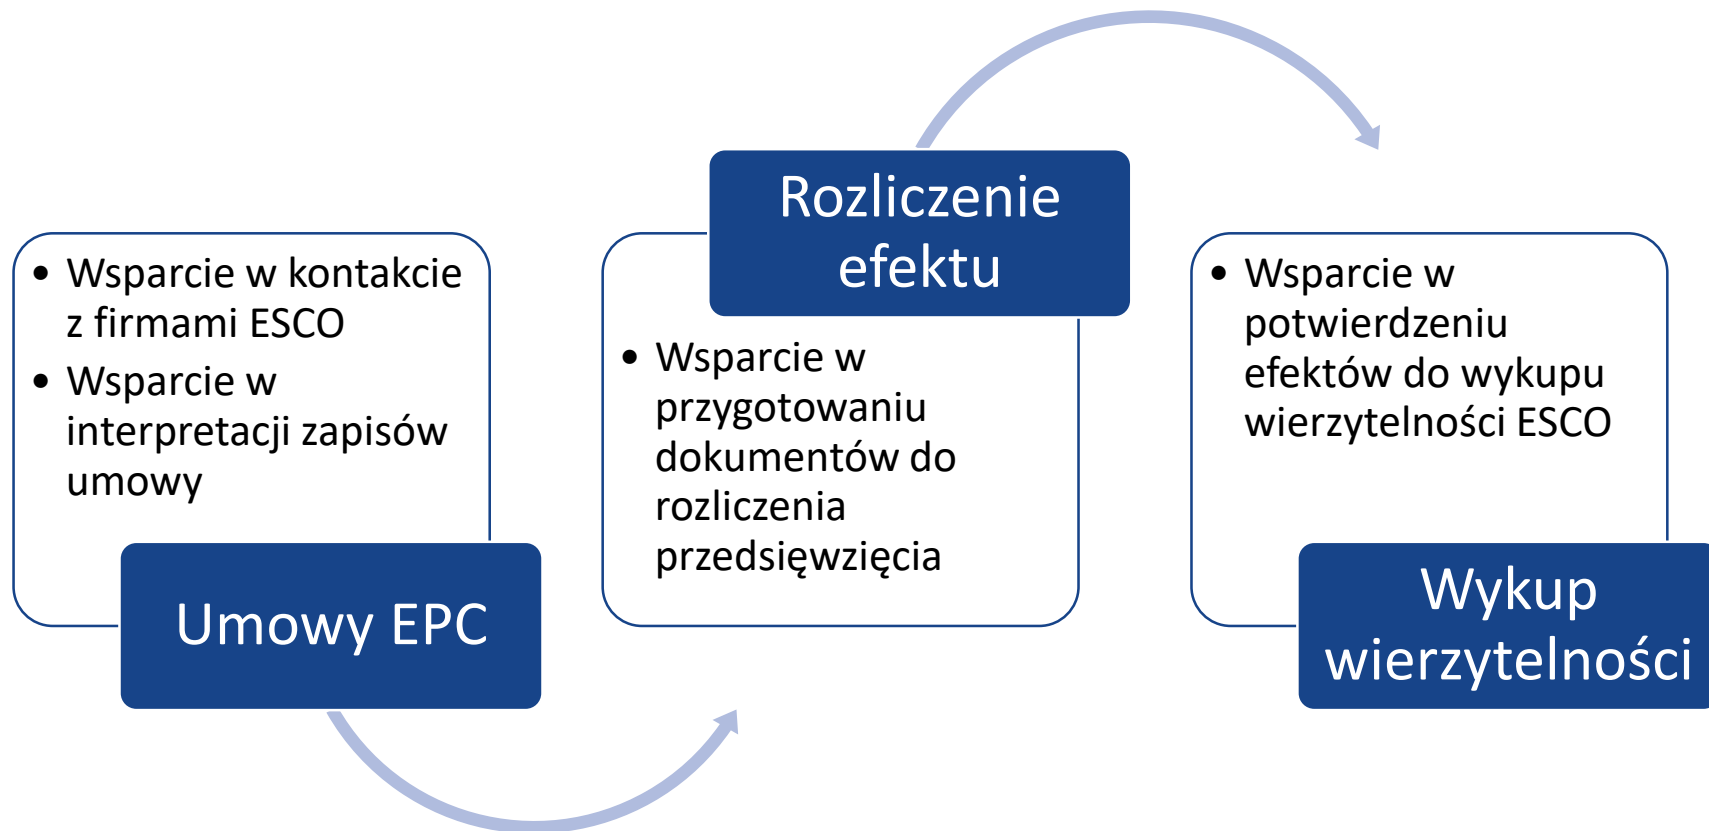 • Wsparcie w kontakcie
z firmami ESCO
• Wsparcie w
interpretacji zapisów
umowy
Umowy EPC
Rozliczenie
efektu
• Wsparcie w
przygotowaniu
dokumentów do
rozliczenia
przedsięwzięcia
• Wsparcie w
potwierdzeniu
efektów do wykupu
wierzytelności ESCO
Wykup
wierzytelności